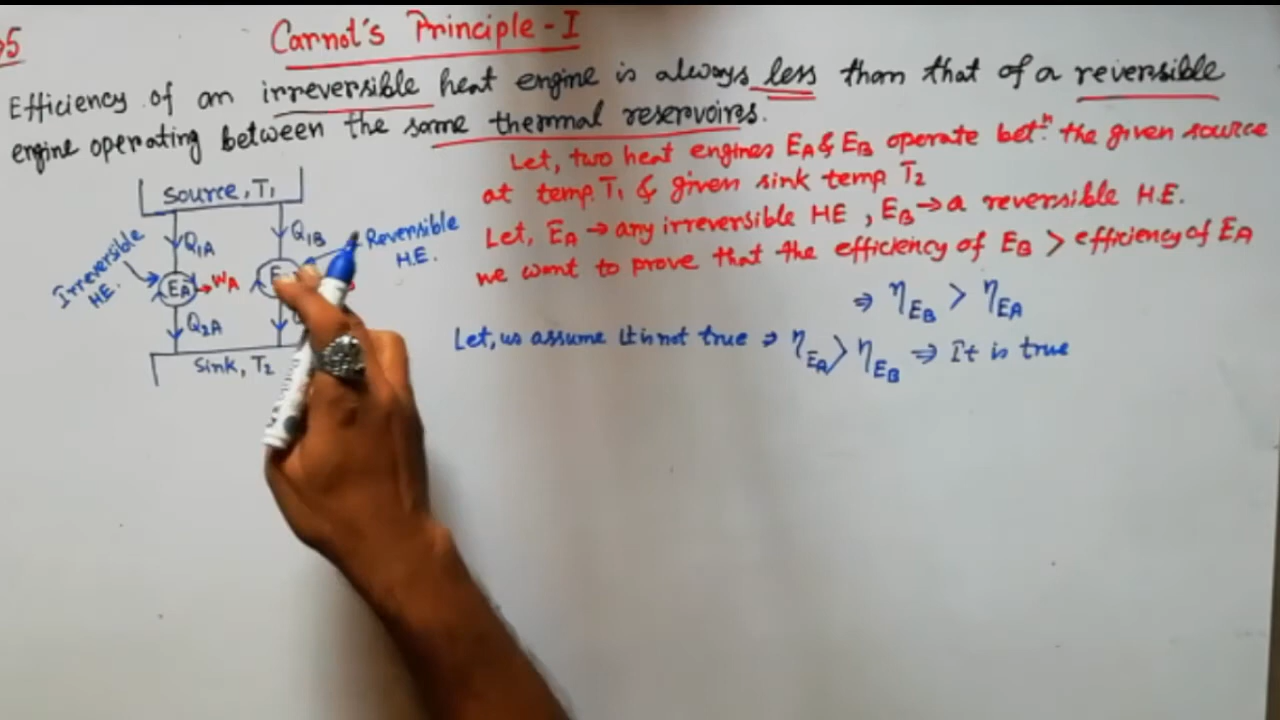 5
Carnot's Principle - I
Efficiency of an irreversible heat engine is always less than that of a reversible
engine operating between the same thermal reservoires.
Let, two heat engines EA & EB operate betⁿ. the given source
at temp. T1 & given sink temp T2
Let, EA → any irreversible HE, EB → a reversible H.E.
we want to prove that the efficiency of EB > efficiency of EA
⇒ ηEB > ηEA
Let, us assume it is not true ⇒ ηEA > ηEB ⇒ It is true
Source, T1
Q1A
Q1B
Irreversible
HE.
Reversible
H.E.
EA
WA
E
Q2A
Q
Sink, T2